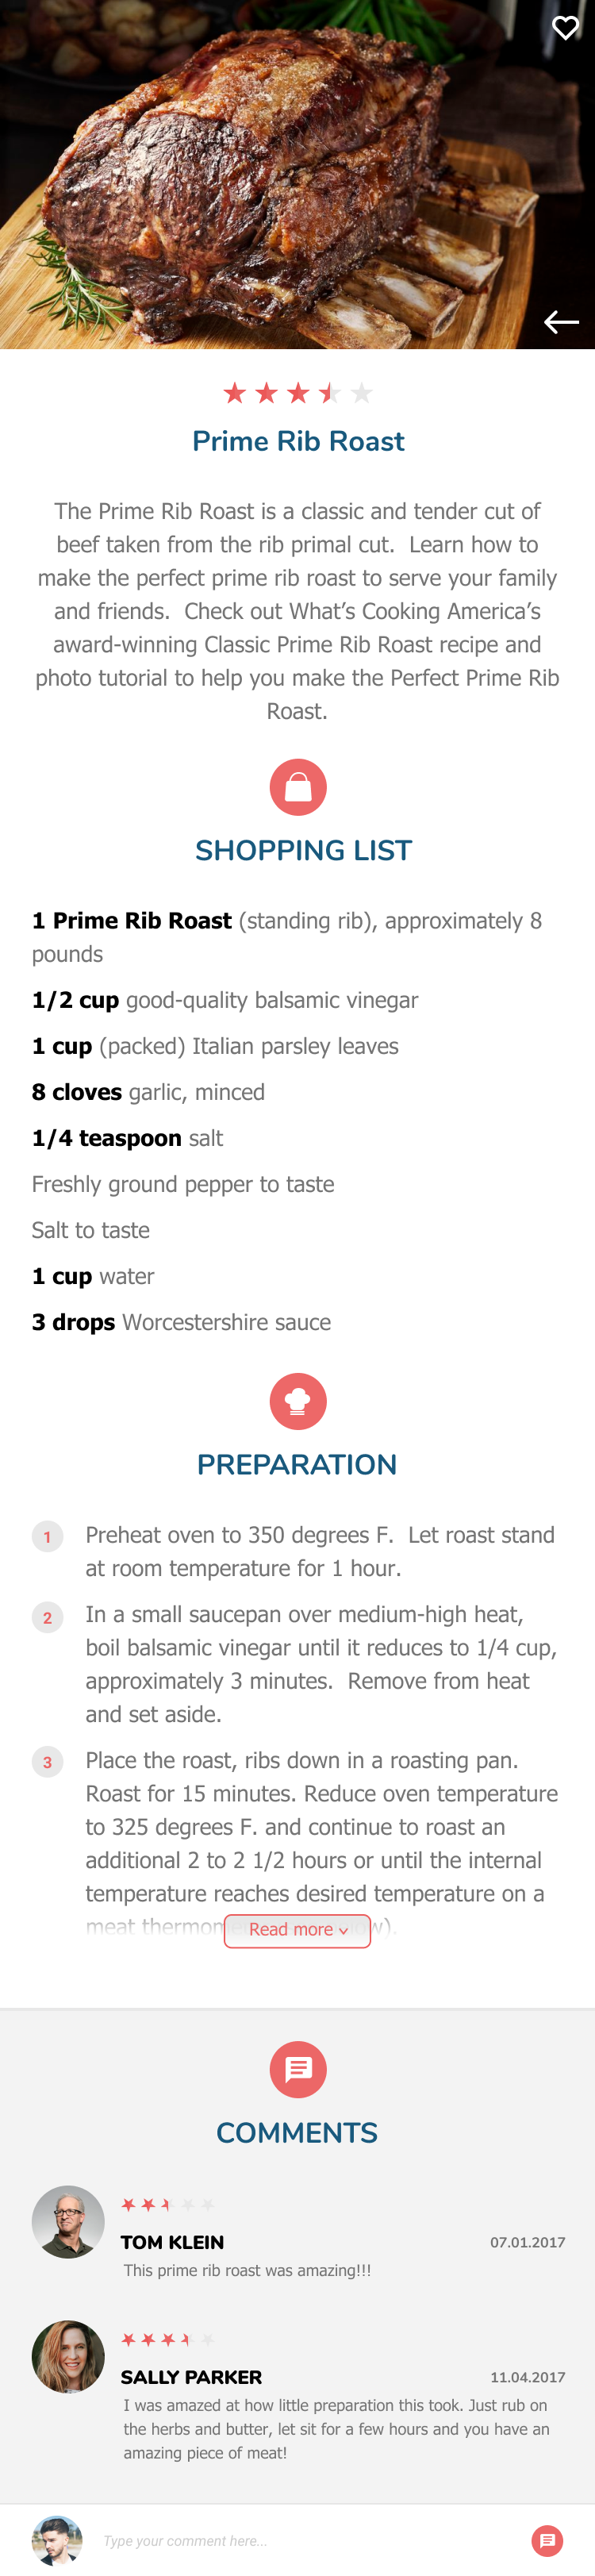 Prime Rib Roast
The Prime Rib Roast is a classic and tender cut of
beef taken from the rib primal cut.  Learn how to
make the perfect prime rib roast to serve your family
and friends.  Check out What’s Cooking America’s
award-winning Classic Prime Rib Roast recipe and
photo tutorial to help you make the Perfect Prime Rib
Roast.
SHOPPING LIST
1 Prime Rib Roast (standing rib), approximately 8
pounds
1/2 cup good-quality balsamic vinegar
1 cup (packed) Italian parsley leaves
8 cloves garlic, minced
1/4 teaspoon salt
Freshly ground pepper to taste
Salt to taste
1 cup water
3 drops Worcestershire sauce
PREPARATION
1 Preheat oven to 350 degrees F.  Let roast stand
at room temperature for 1 hour.
2 In a small saucepan over medium-high heat,
boil balsamic vinegar until it reduces to 1/4 cup,
approximately 3 minutes.  Remove from heat
and set aside.
3 Place the roast, ribs down in a roasting pan.
Roast for 15 minutes. Reduce oven temperature
to 325 degrees F. and continue to roast an
additional 2 to 2 1/2 hours or until the internal
temperature reaches desired temperature on a
meat
Read more
COMMENTS
TOM KLEIN 07.01.2017
This prime rib roast was amazing!!!
SALLY PARKER 11.04.2017
I was amazed at how little preparation this took. Just rub on
the herbs and butter, let sit for a few hours and you have an
amazing piece of meat!
Type your comment here...